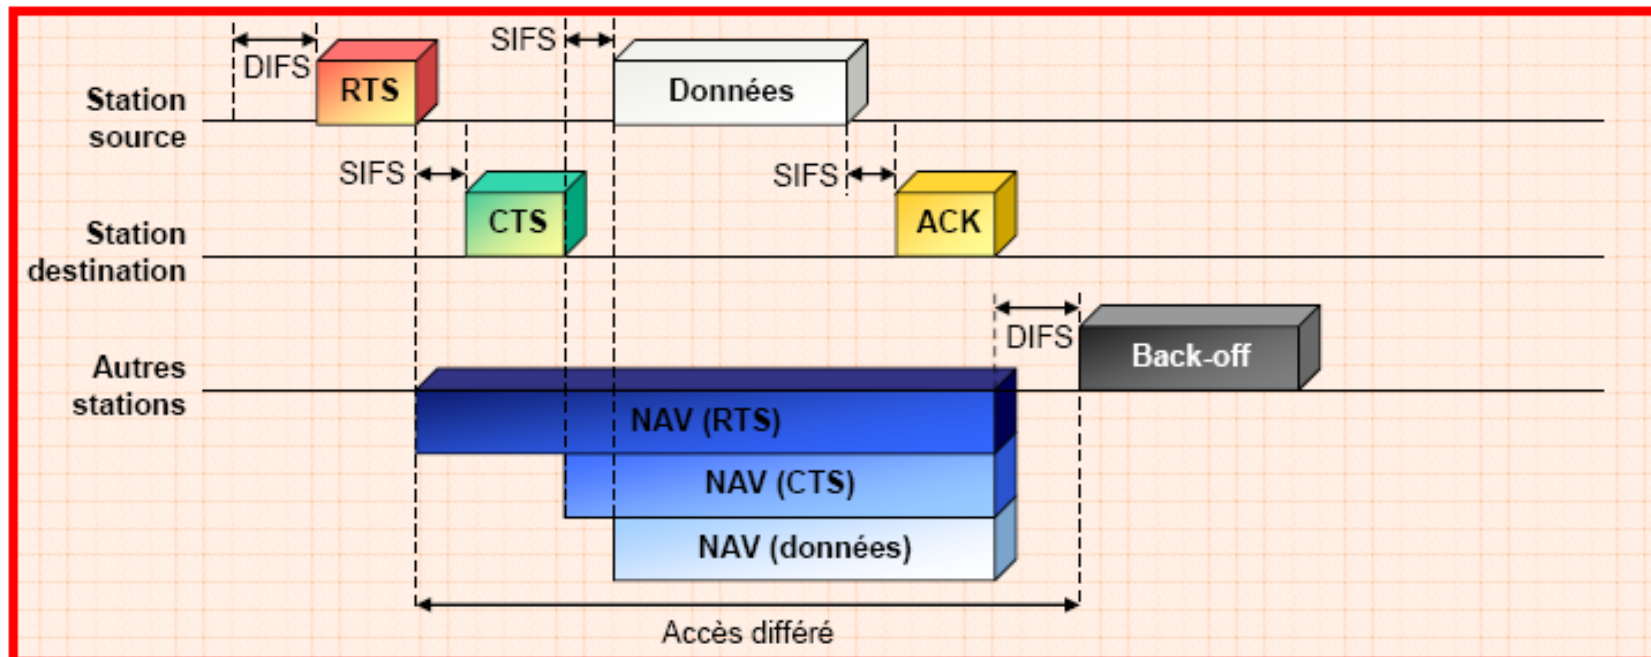 SIFS
DIFS
RTS
Données
Station
source
SIFS
SIFS
CTS
ACK
Station
destination
DIFS
Back-off
Autres
stations
NAV (RTS)
NAV (CTS)
NAV (données)
Accès différé